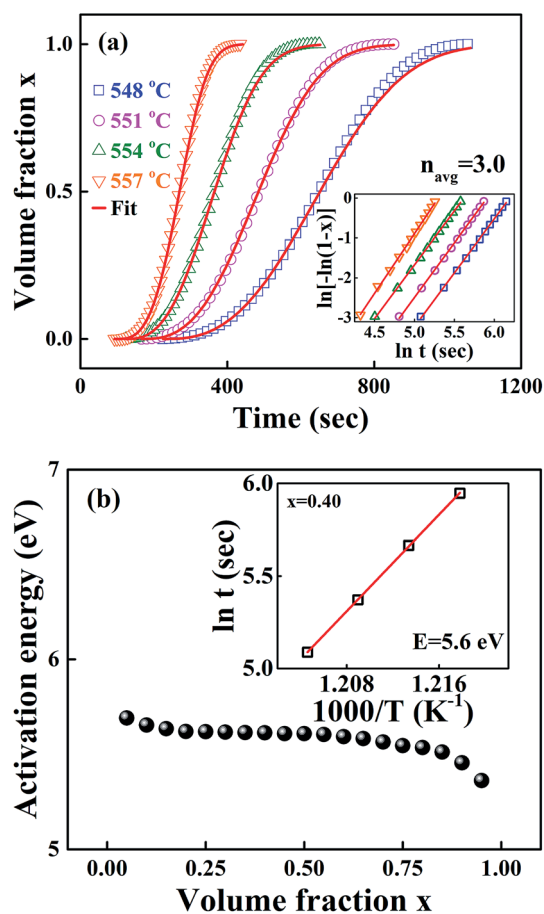 (a)
548 °C
551 °C
554 °C
557 °C
Fit
n_avg=3.0
Volume fraction x
1.0
0.5
0.0
0 400 800 1200
Time (sec)
ln[-ln(1-x)]
0
-1
-2
-3
4.5 5.0 5.5 6.0
ln t (sec)
(b)
Activation energy (eV)
7
6
5
0.00 0.25 0.50 0.75 1.00
Volume fraction x
x=0.40
ln t (sec)
6.0
5.5
5.0
E=5.6 eV
1.208 1.216
1000/T (K⁻¹)